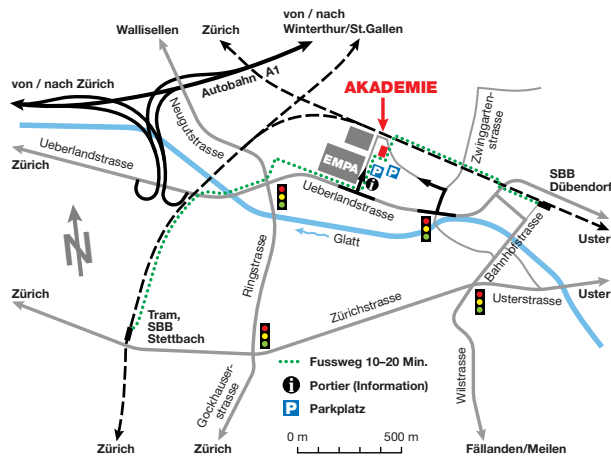 von / nach
Winterthur/St.Gallen
Wallisellen
Zürich
Autobahn A1
von / nach Zürich
Neugutstrasse
AKADEMIE
Zwinggarten-
strasse
EMPA
P P
i
Zürich
Ueberlandstrasse
Ueberlandstrasse
SBB
Dübendorf
Uster
Glatt
N
Bahnhofstrasse
Ringstrasse
Zürich
Zürichstrasse
Usterstrasse
Uster
Tram,
SBB
Stettbach
Gockhauser-
strasse
Wilstrasse
Fussweg 10–20 Min.
i Portier (Information)
P Parkplatz
0 m 500 m
Zürich
Zürich
Fällanden/Meilen